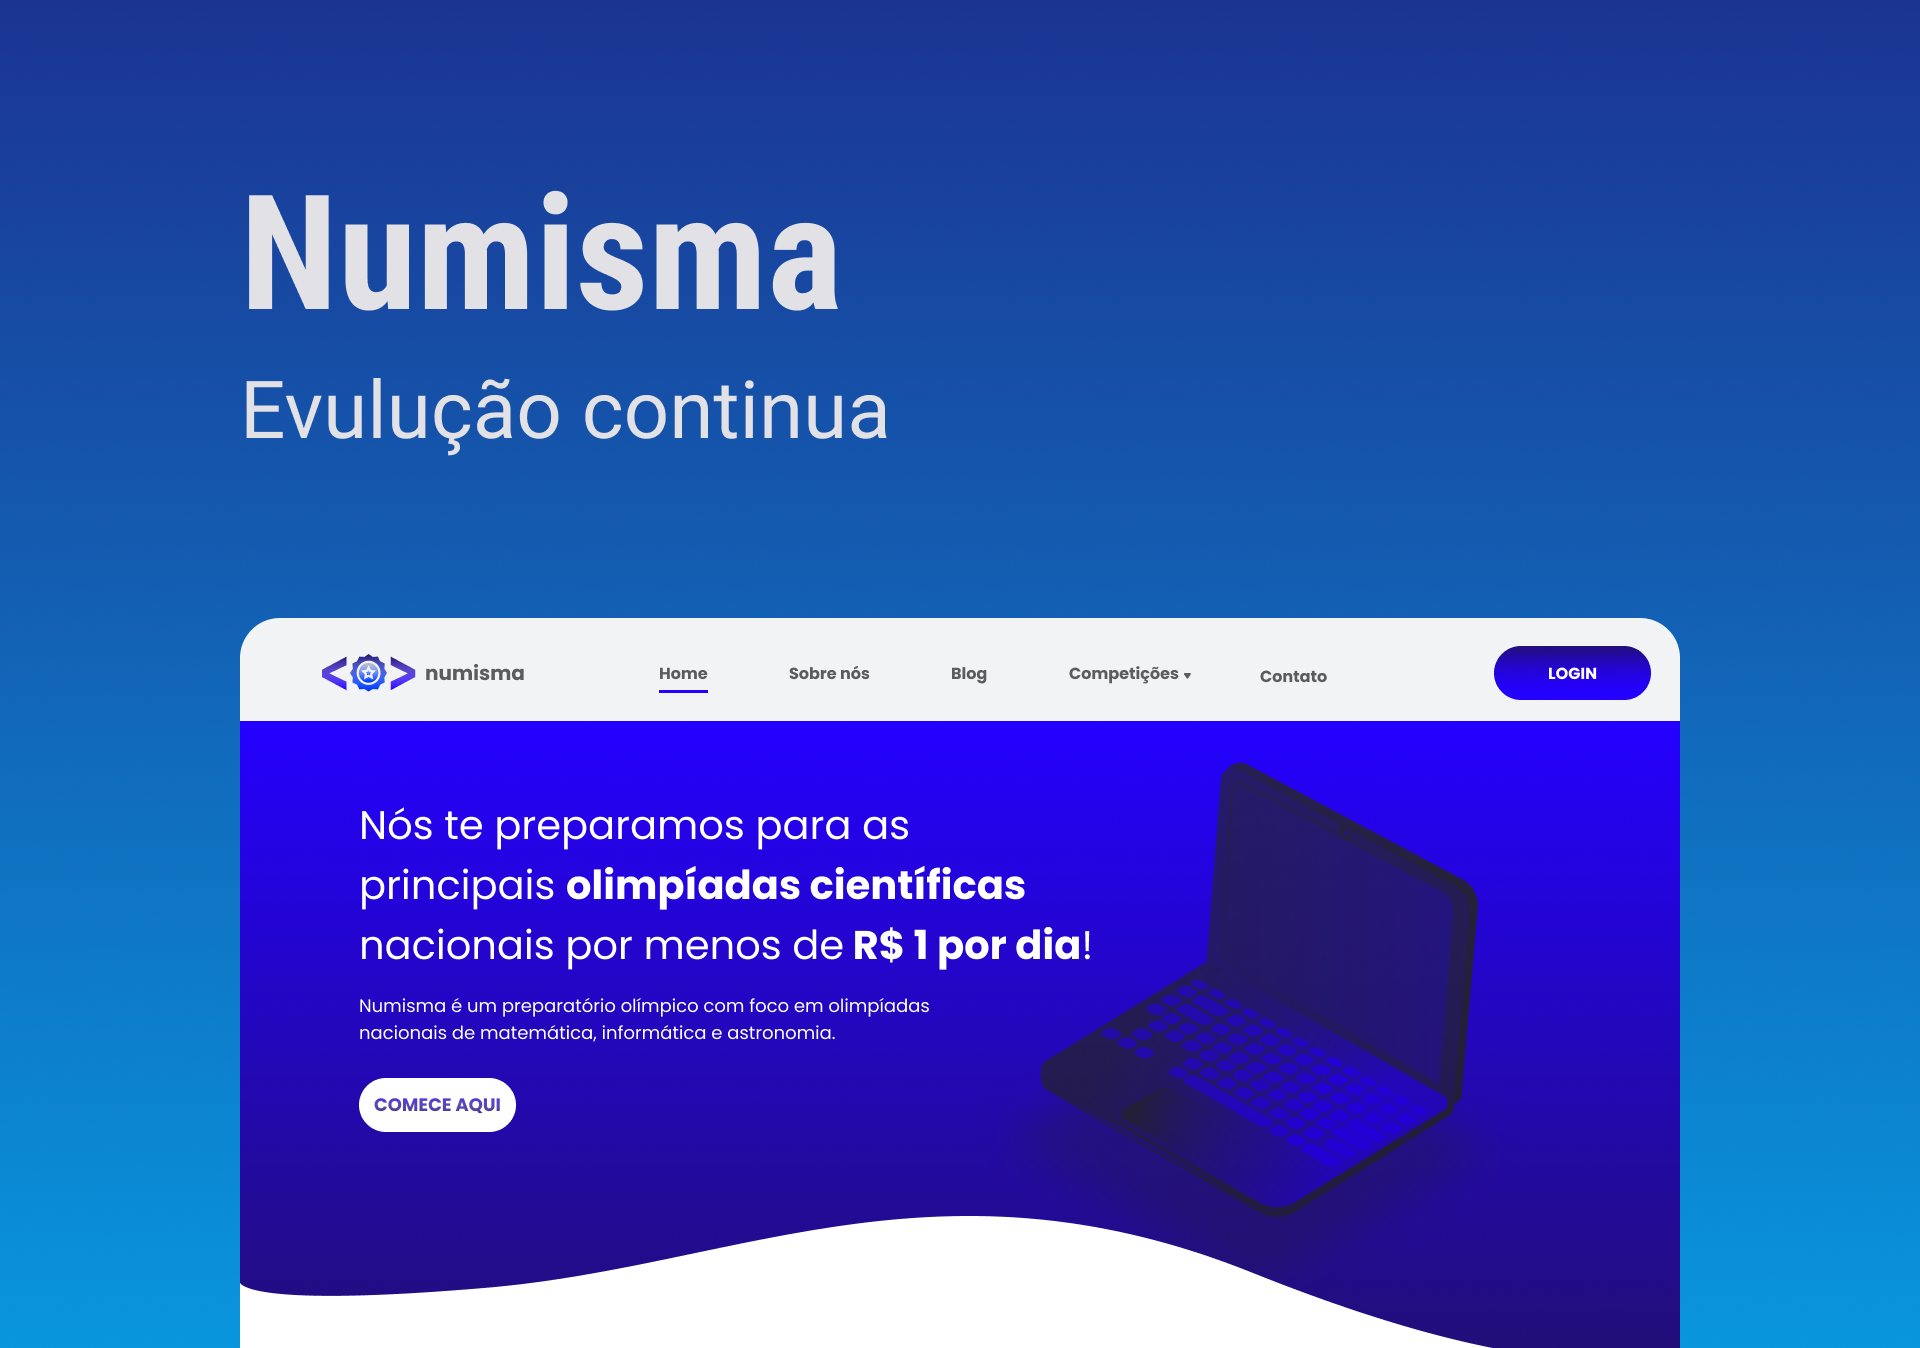 Numisma
Evulução continua
numisma
Home
Sobre nós
Blog
Competições ▾
Contato
LOGIN
Nós te preparamos para as
principais olimpíadas científicas
nacionais por menos de R$ 1 por dia!
Numisma é um preparatório olímpico com foco em olimpíadas
nacionais de matemática, informática e astronomia.
COMECE AQUI